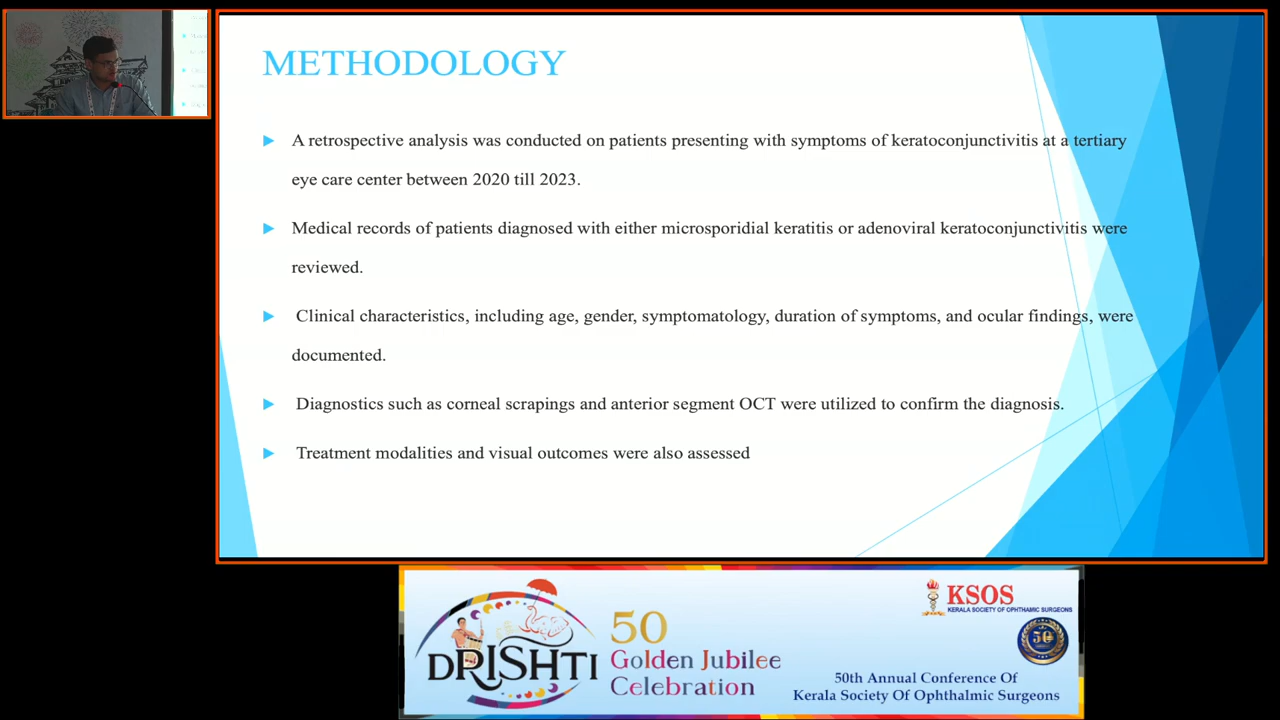 METHODOLOGY
A retrospective analysis was conducted on patients presenting with symptoms of keratoconjunctivitis at a tertiary
eye care center between 2020 till 2023.
Medical records of patients diagnosed with either microsporidial keratitis or adenoviral keratoconjunctivitis were
reviewed.
Clinical characteristics, including age, gender, symptomatology, duration of symptoms, and ocular findings, were
documented.
Diagnostics such as corneal scrapings and anterior segment OCT were utilized to confirm the diagnosis.
Treatment modalities and visual outcomes were also assessed
DRISHTI
50
Golden Jubilee
Celebration
KSOS
KERALA SOCIETY OF OPHTHAMIC SURGEONS
50
50th Annual Conference Of
Kerala Society Of Ophthalmic Surgeons